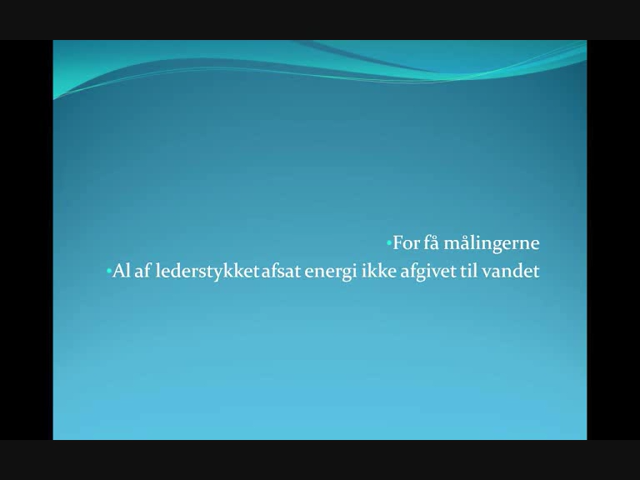 •For få målingerne
•Al af lederstykket afsat energi ikke afgivet til vandet